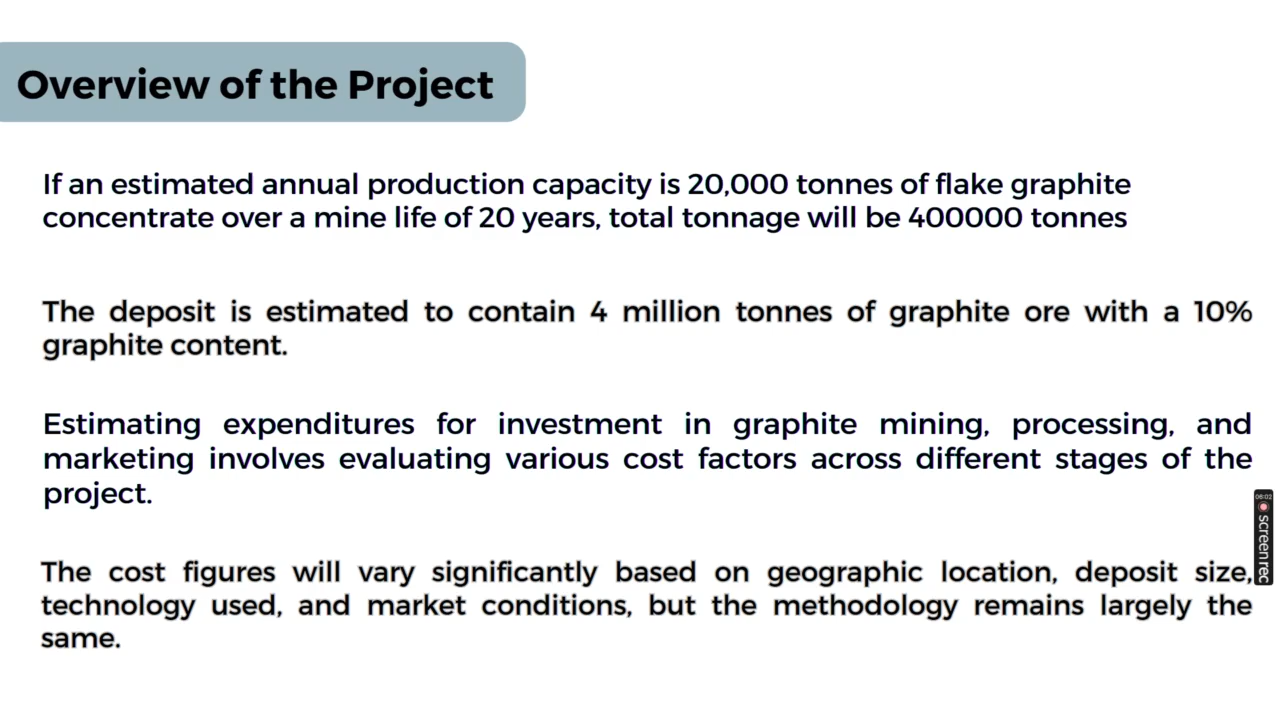 Overview of the Project
If an estimated annual production capacity is 20,000 tonnes of flake graphite
concentrate over a mine life of 20 years, total tonnage will be 400000 tonnes
The deposit is estimated to contain 4 million tonnes of graphite ore with a 10%
graphite content.
Estimating expenditures for investment in graphite mining, processing, and
marketing involves evaluating various cost factors across different stages of the
project.
The cost figures will vary significantly based on geographic location, deposit size,
technology used, and market conditions, but the methodology remains largely the
same.
08:02
screen rec